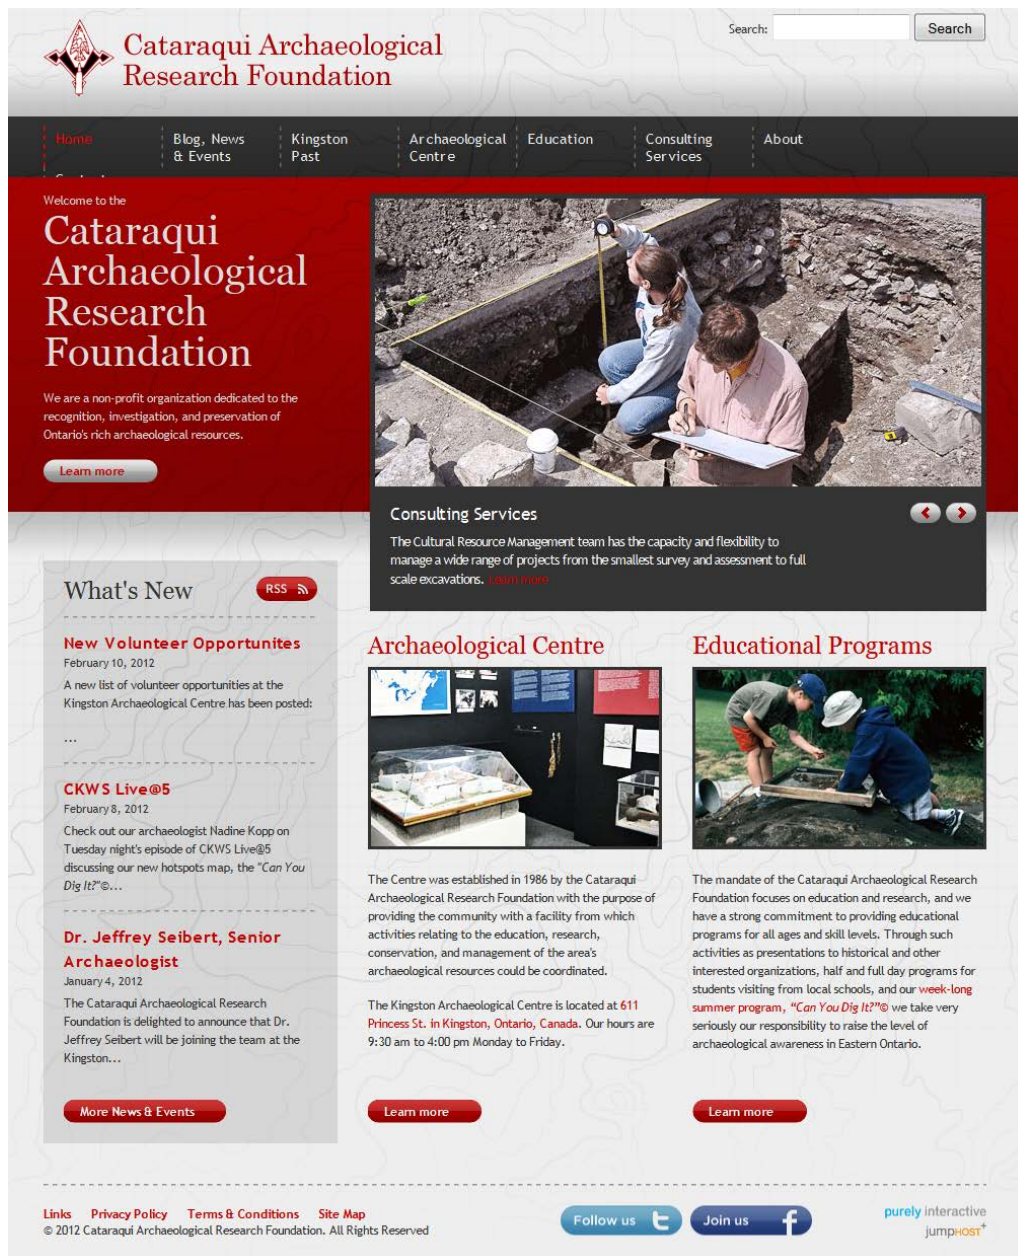 Cataraqui Archaeological
Research Foundation
Search:
Search
Home
Blog, News
& Events
Kingston
Past
Archaeological
Centre
Education
Consulting
Services
About
Welcome to the
Cataraqui
Archaeological
Research
Foundation
We are a non-profit organization dedicated to the
recognition, investigation, and preservation of
Ontario's rich archaeological resources.
Learn more
Consulting Services
The Cultural Resource Management team has the capacity and flexibility to
manage a wide range of projects from the smallest survey and assessment to full
scale excavations. Learn more
What's New
RSS
New Volunteer Opportunites
February 10, 2012
A new list of volunteer opportunities at the
Kingston Archaeological Centre has been posted:
...
CKWS Live@5
February 8, 2012
Check out our archaeologist Nadine Kopp on
Tuesday night's episode of CKWS Live@5
discussing our new hotspots map, the "Can You
Dig It?"©...
Dr. Jeffrey Seibert, Senior
Archaeologist
January 4, 2012
The Cataraqui Archaeological Research
Foundation is delighted to announce that Dr.
Jeffrey Seibert will be joining the team at the
Kingston...
More News & Events
Archaeological Centre
The Centre was established in 1986 by the Cataraqui
Archaeological Research Foundation with the purpose of
providing the community with a facility from which
activities relating to the education, research,
conservation, and management of the area's
archaeological resources could be coordinated.
The Kingston Archaeological Centre is located at 611
Princess St. in Kingston, Ontario, Canada. Our hours are
9:30 am to 4:00 pm Monday to Friday.
Learn more
Educational Programs
The mandate of the Cataraqui Archaeological Research
Foundation focuses on education and research, and we
have a strong commitment to providing educational
programs for all ages and skill levels. Through such
activities as presentations to historical and other
interested organizations, half and full day programs for
students visiting from local schools, and our week-long
summer program, “Can You Dig It?”© we take very
seriously our responsibility to raise the level of
archaeological awareness in Eastern Ontario.
Learn more
Links Privacy Policy Terms & Conditions Site Map
© 2012 Cataraqui Archaeological Research Foundation. All Rights Reserved
Follow us
Join us
purely interactive
jumpHOST+